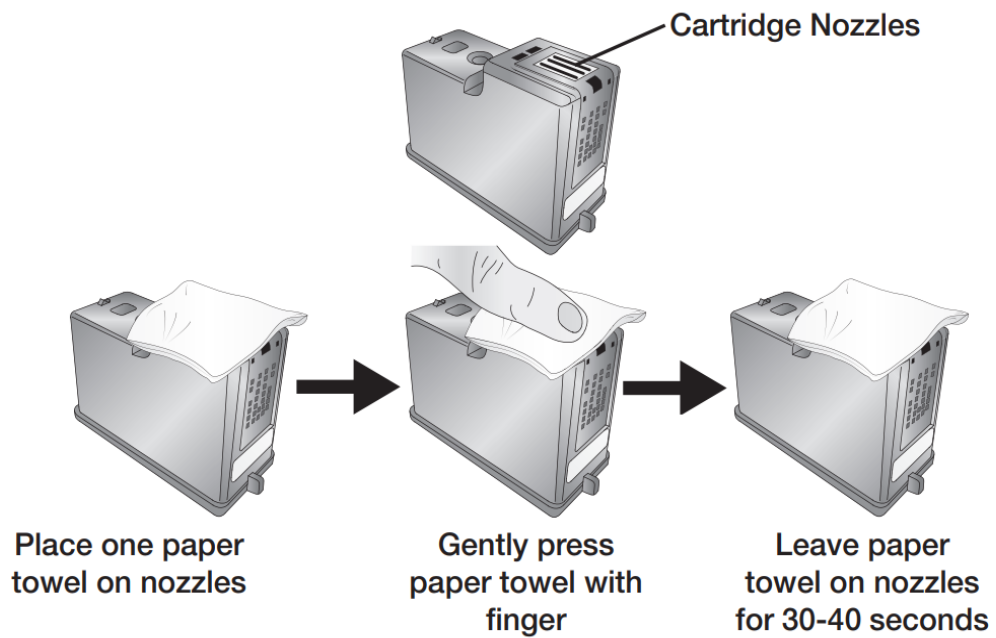 Cartridge Nozzles
Place one paper
towel on nozzles
Gently press
paper towel with
finger
Leave paper
towel on nozzles
for 30-40 seconds